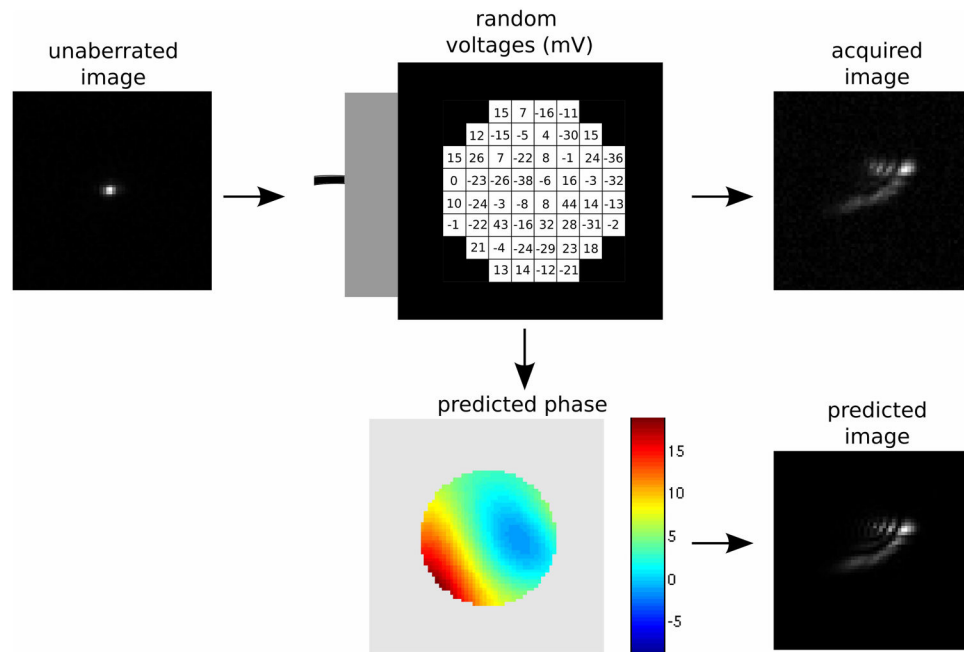 unaberrated
image
random
voltages (mV)
acquired
image
15 7 -16 -11
12 -15 -5 4 -30 15
15 26 7 -22 8 -1 24 -36
0 -23 -26 -38 -6 16 -3 -32
10 -24 -3 -8 8 44 14 -13
-1 -22 43 -16 32 28 -31 -2
21 -4 -24 -29 23 18
13 14 -12 -21
predicted phase
predicted
image
15
10
5
0
-5